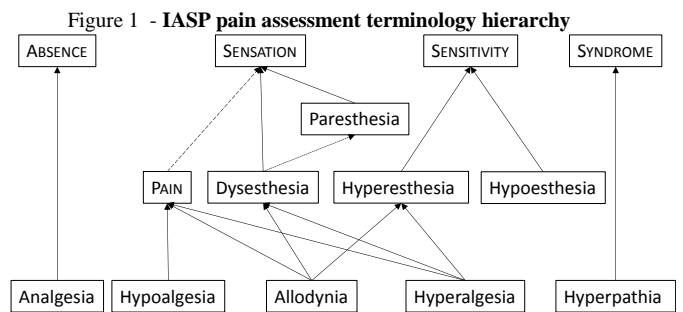 Figure 1 - IASP pain assessment terminology hierarchy
ABSENCE SENSATION SENSITIVITY SYNDROME
Paresthesia
PAIN Dysesthesia Hyperesthesia Hypoesthesia
Analgesia Hypoalgesia Allodynia Hyperalgesia Hyperpathia